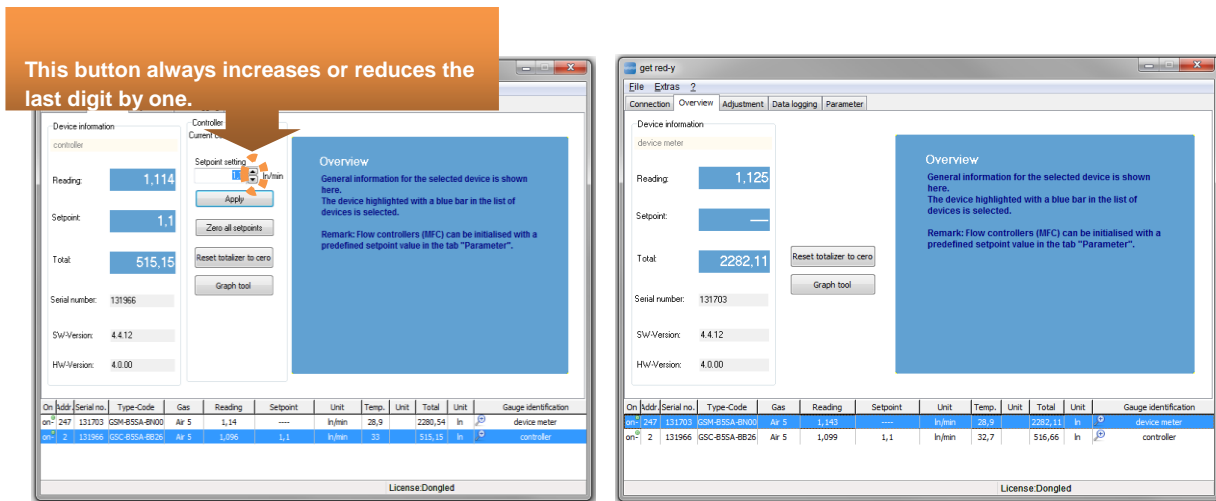 This button always increases or reduces the
last digit by one.
Device information
controller
Reading: 1,114
Setpoint: 1,1
Total: 515,15
Serial number: 131966
SW-Version: 4.4.12
HW-Version: 4.0.00
Controller
Setpoint setting
ln/min
Apply
Zero all setpoints
Reset totalizer to cero
Graph tool
Overview
General information for the selected device is shown
here.
The device highlighted with a blue bar in the list of
devices is selected.
Remark: Flow controllers (MFC) can be initialised with a
predefined setpoint value in the tab "Parameter".
On Addr. Serial no. Type-Code Gas Reading Setpoint Unit Temp. Unit Total Unit Gauge identification
on- 247 131703 GSM-B5SA-BN00 Air 5 1,14 ---- ln/min 28,9 2280,54 ln device meter
on- 2 131966 GSC-B5SA-BB26 Air 5 1,096 1,1 ln/min 33 515,15 ln controller
License:Dongled
get red-y
File Extras ?
Connection Overview Adjustment Data logging Parameter
Device information
device meter
Reading: 1,125
Setpoint: ----
Total: 2282,11
Serial number: 131703
SW-Version: 4.4.12
HW-Version: 4.0.00
Reset totalizer to cero
Graph tool
Overview
General information for the selected device is shown
here.
The device highlighted with a blue bar in the list of
devices is selected.
Remark: Flow controllers (MFC) can be initialised with a
predefined setpoint value in the tab "Parameter".
On Addr. Serial no. Type-Code Gas Reading Setpoint Unit Temp. Unit Total Unit Gauge identification
on- 247 131703 GSM-B5SA-BN00 Air 5 1,143 ---- ln/min 28,9 2282,11 ln device meter
on- 2 131966 GSC-B5SA-BB26 Air 5 1,099 1,1 ln/min 32,7 516,66 ln controller
License:Dongled